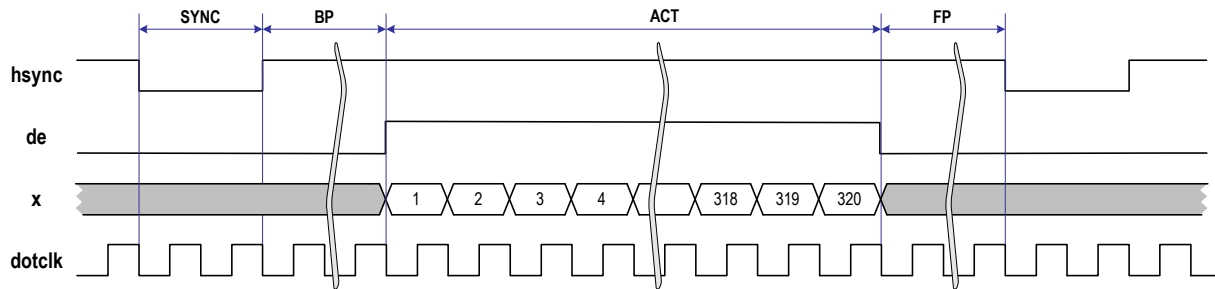 SYNC BP ACT FP
hsync
de
x 1 2 3 4 318 319 320
dotclk